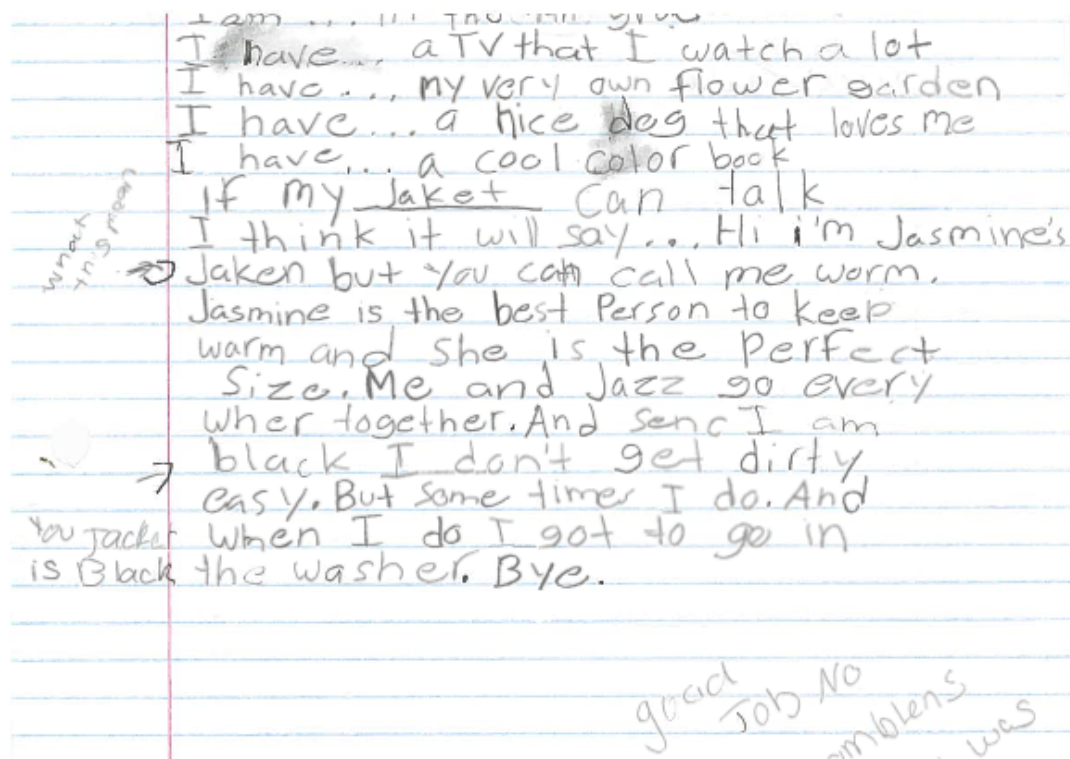 I am ... in
I have... a TV that I watch a lot
I have... my very own flower garden
I have... a nice dog that loves me
I have... a cool color book
If my Jaket can talk
I think it will say... Hi i'm Jasmine's
Jaken but you can call me worm.
Jasmine is the best Person to keep
warm and she is the perfect
Size. Me and Jazz go every
wher together. And senc I am
black I don't get dirty
easy. But some times I do. And
when I do I got to go in
the washer. Bye.
mean
You Jacket
is Black
good
Job No
was